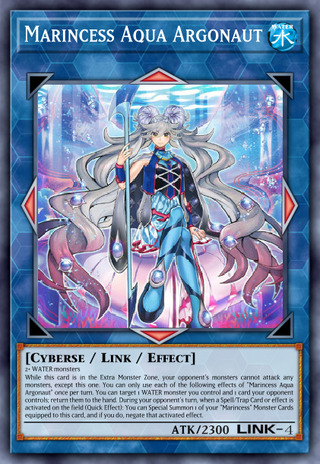 Marincess Aqua Argonaut
WATER
水
[Cyberse / Link / Effect]
2+ WATER monsters
While this card is in the Extra Monster Zone, your opponent's monsters cannot attack any
monsters, except this one. You can only use each of the following effects of "Marincess Aqua
Argonaut" once per turn. You can target 1 WATER monster you control and 1 card your opponent
controls; return them to the hand. During your opponent's turn, when a Spell/Trap Card or effect is
activated on the field (Quick Effect): You can Special Summon 1 of your "Marincess" Monster Cards
equipped to this card, and if you do, negate that activated effect.
ATK/2300 LINK-4